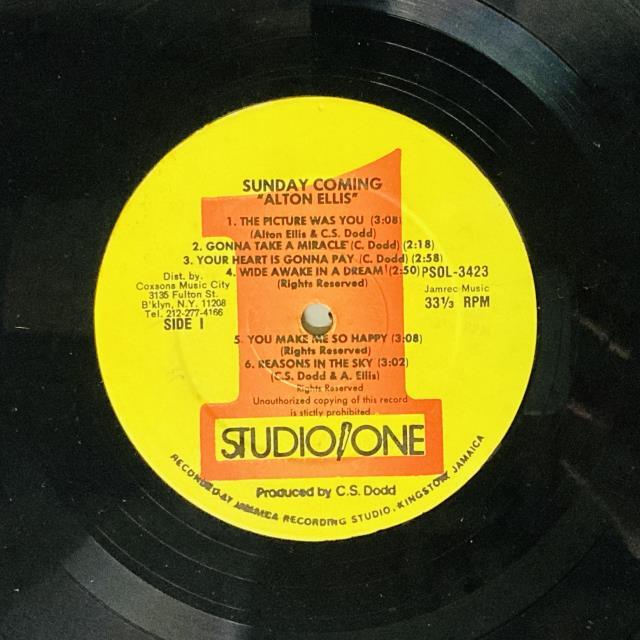 SUNDAY COMING
"ALTON ELLIS"
1. THE PICTURE WAS YOU (3:08)
(Alton Ellis & C.S. Dodd)
2. GONNA TAKE A MIRACLE (C. Dodd) (2:18)
3. YOUR HEART IS GONNA PAY (C. Dodd) (2:58)
4. WIDE AWAKE IN A DREAM (2:50)
(Rights Reserved)
PSOL-3423
Jamrec Music
33⅓ RPM
Dist. by.
Coxsons Music City
3135 Fulton St.
B'klyn, N.Y. 11208
Tel. 212-277-4166
SIDE I
5. YOU MAKE ME SO HAPPY (3:08)
(Rights Reserved)
6. REASONS IN THE SKY (3:02)
(C.S. Dodd & A. Ellis)
Rights Reserved
Unauthorized copying of this record
is stictly prohibited.
1
STUDIO/ONE
Produced by C.S. Dodd
RECORDED AT JAMAICA RECORDING STUDIO, KINGSTON JAMAICA